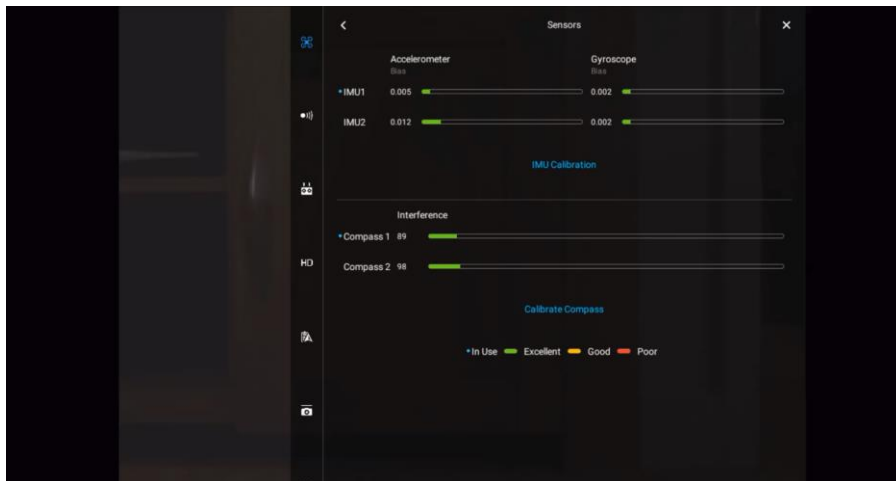 Sensors
Accelerometer Gyroscope
Bias Bias
IMU1 0.005 0.002
IMU2 0.012 0.002
IMU Calibration
Interference
Compass 1 89
HD Compass 2 98
Calibrate Compass
In Use Excellent Good Poor